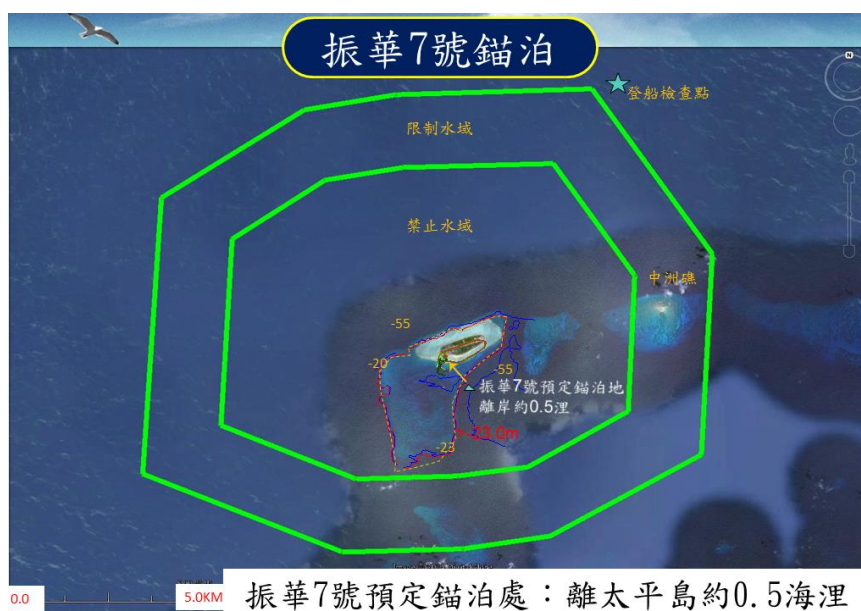 振華7號錨泊
N
登船檢查點
限制水域
禁止水域
中洲礁
-55
-20
-55
振華7號預定錨泊地
離岸約0.5浬
-23.0m
-23
0.0
5.0KM
振華7號預定錨泊處：離太平島約0.5海浬